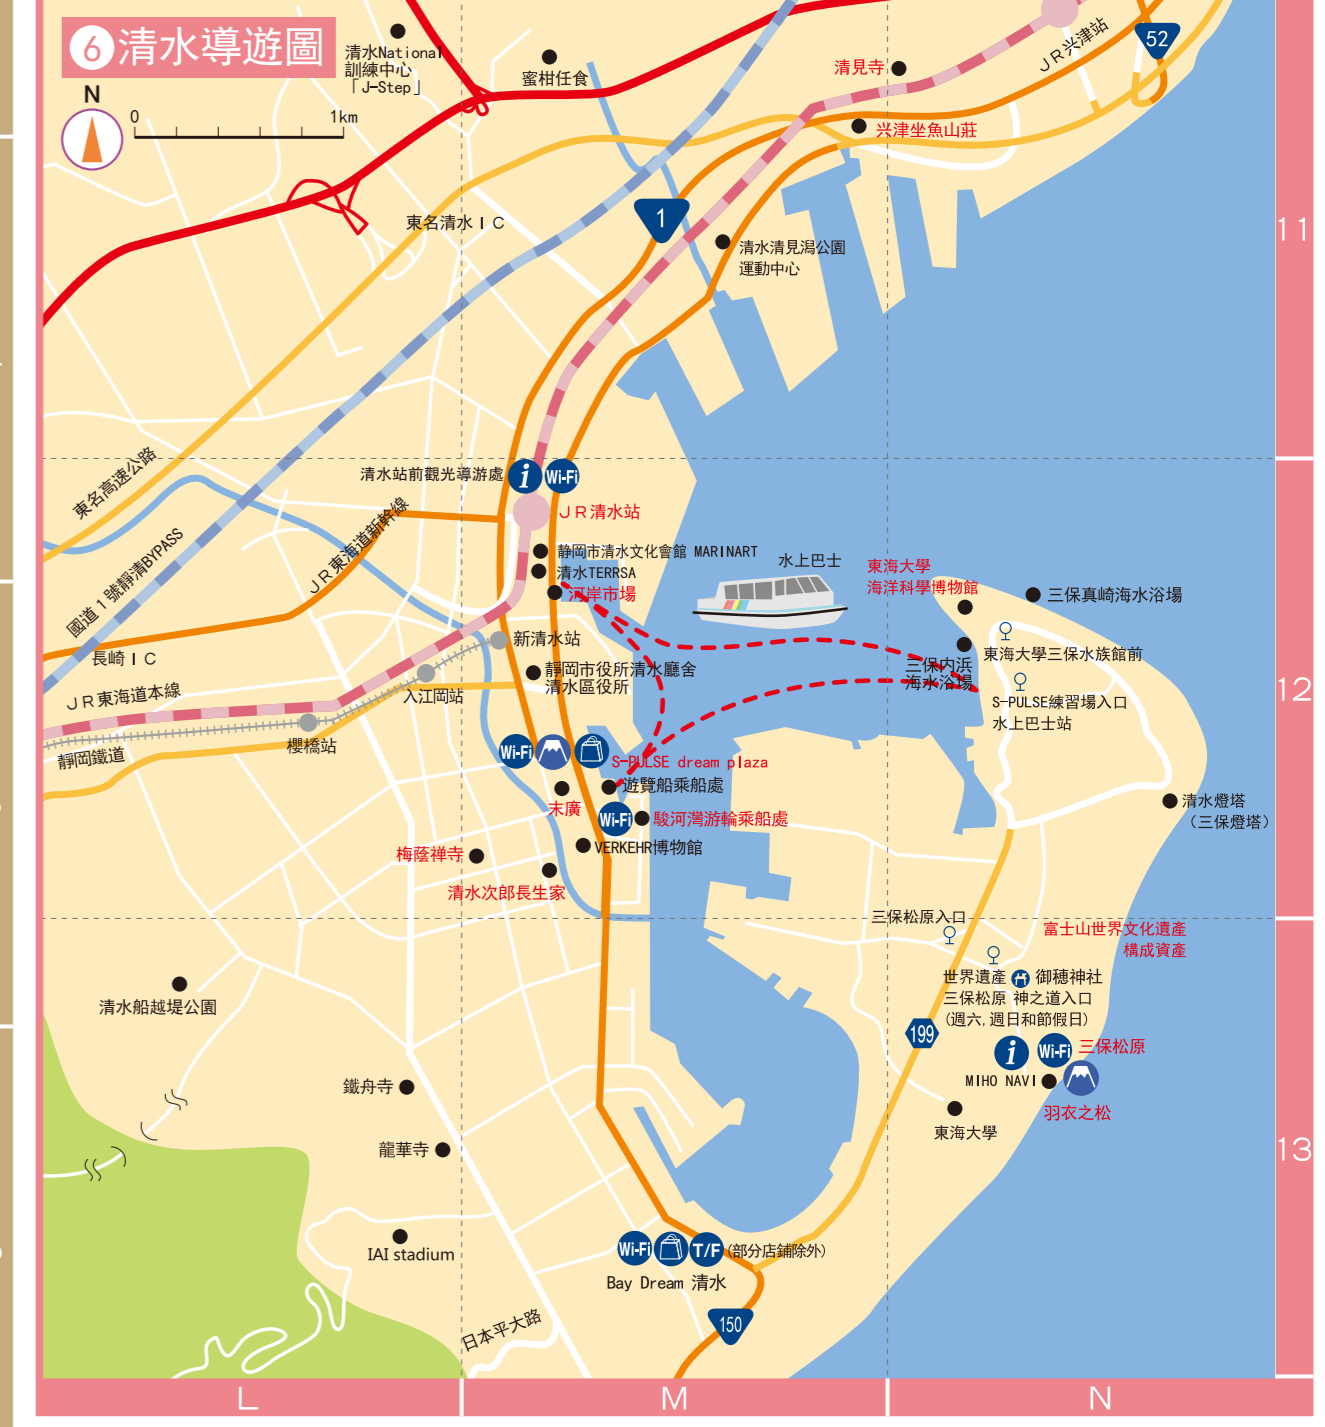 6 清水導遊圖
N
0
1km
清水National
訓練中心
「J-Step」
蜜柑任食
清見寺
JR兴津站
52
兴津坐魚山莊
東名清水IC
1
清水清見潟公園
運動中心
11
東名高速公路
清水站前觀光導游處
i
Wi-Fi
JR清水站
JR東海道新幹線
國道1號靜清BYPASS
静岡市清水文化會館 MARINART
清水TERRSA
河岸市場
水上巴士
東海大學
海洋科學博物館
三保真崎海水浴場
新清水站
長崎IC
静岡市役所清水廳舍
清水區役所
三保内浜
海水浴場
東海大學三保水族館前
JR東海道本線
入江岡站
S-PULSE練習場入口
水上巴士站
12
靜岡鐵道
櫻橋站
Wi-Fi
S-PULSE dream plaza
遊覽船乘船處
末廣
Wi-Fi
駿河灣游輪乘船處
清水燈塔
（三保燈塔）
梅蔭禅寺
VERKEHR博物館
清水次郎長生家
三保松原入口
富士山世界文化遺產
構成資產
世界遺產
御穗神社
三保松原 神之道入口
(週六,週日和節假日)
清水船越堤公園
199
i
Wi-Fi
三保松原
MIHO NAVI
羽衣之松
鐵舟寺
東海大學
龍華寺
13
IAI stadium
Wi-Fi
T/F
(部分店鋪除外)
Bay Dream 清水
日本平大路
150
L
M
N